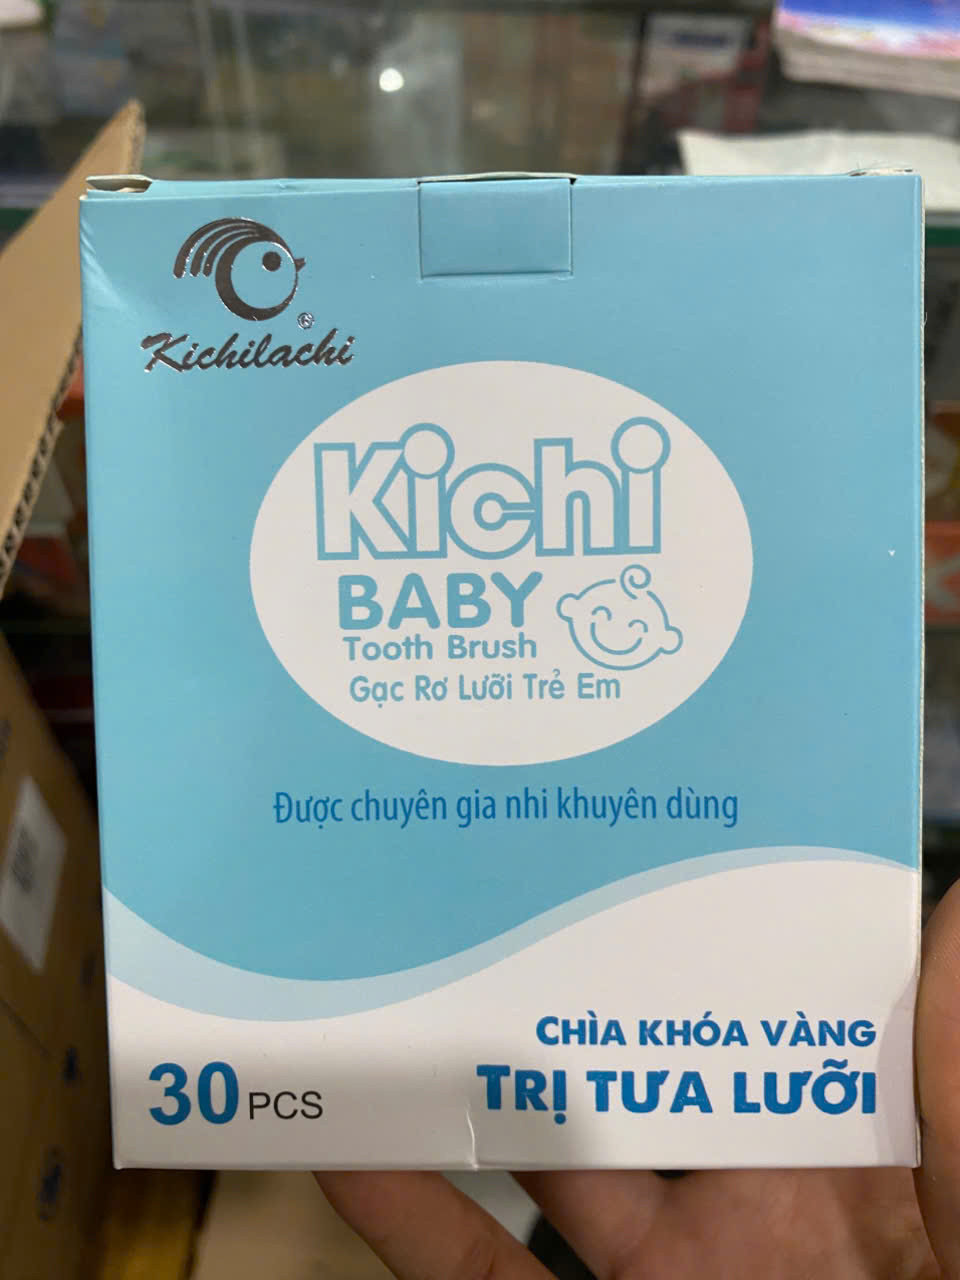 Kichilachi
Kichi
BABY
Tooth Brush
Gạc Rơ Lưỡi Trẻ Em
Được chuyên gia nhi khuyên dùng
CHÌA KHÓA VÀNG
TRỊ TƯA LƯỠI
30 PCS